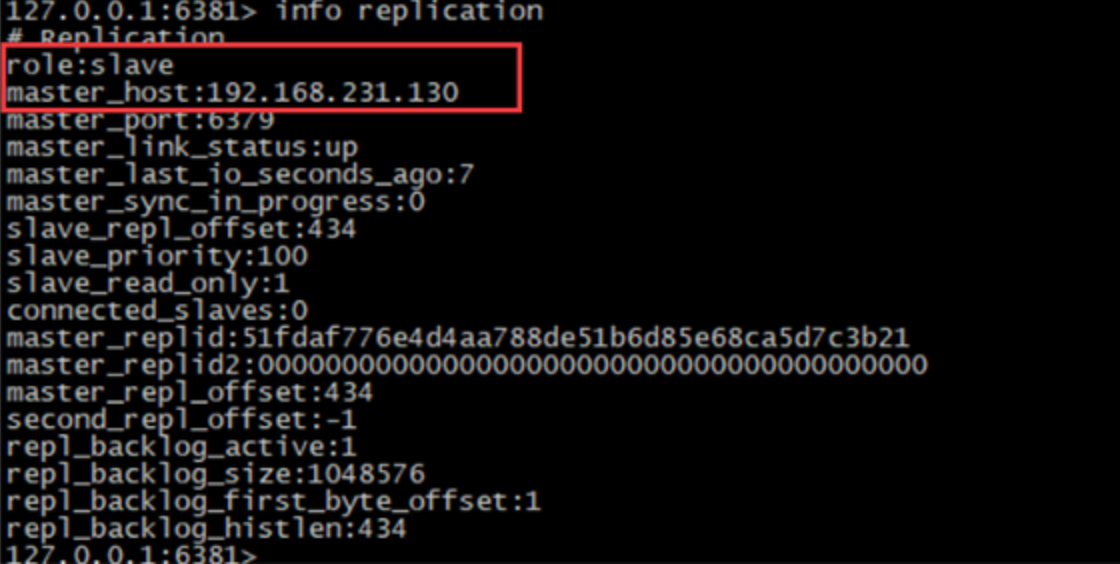 127.0.0.1:6381> info replication
# Replication
role:slave
master_host:192.168.231.130
master_port:6379
master_link_status:up
master_last_io_seconds_ago:7
master_sync_in_progress:0
slave_repl_offset:434
slave_priority:100
slave_read_only:1
connected_slaves:0
master_replid:51fdaf776e4d4aa788de51b6d85e68ca5d7c3b21
master_replid2:0000000000000000000000000000000000000000
master_repl_offset:434
second_repl_offset:-1
repl_backlog_active:1
repl_backlog_size:1048576
repl_backlog_first_byte_offset:1
repl_backlog_histlen:434
127.0.0.1:6381>